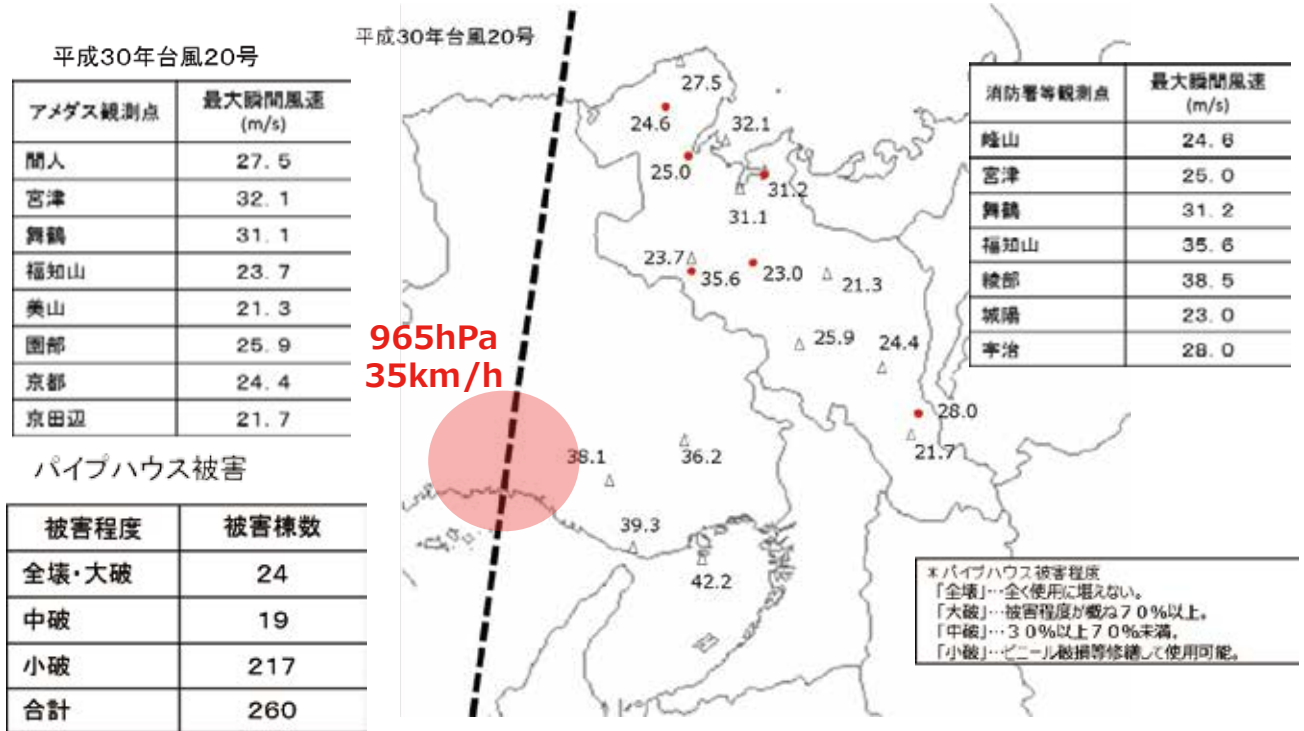 平成30年台風20号
アメダス観測点 最大瞬間風速(m/s)
間人 27.5
宮津 32.1
舞鶴 31.1
福知山 23.7
美山 21.3
園部 25.9
京都 24.4
京田辺 21.7
パイプハウス被害
被害程度 被害棟数
全壊・大破 24
中破 19
小破 217
合計 260
平成30年台風20号
27.5
24.6
32.1
25.0
31.2
31.1
23.7
35.6
23.0
21.3
25.9
24.4
965hPa
35km/h
28.0
21.7
38.1
36.2
39.3
42.2
消防署等観測点 最大瞬間風速(m/s)
峰山 24.6
宮津 25.0
舞鶴 31.2
福知山 35.6
綾部 38.5
城陽 23.0
宇治 28.0
*パイプハウス被害程度
「全壊」…全く使用に堪えない。
「大破」…被害程度が概ね70%以上。
「中破」…30%以上70%未満。
「小破」…ビニール破損等修繕して使用可能。